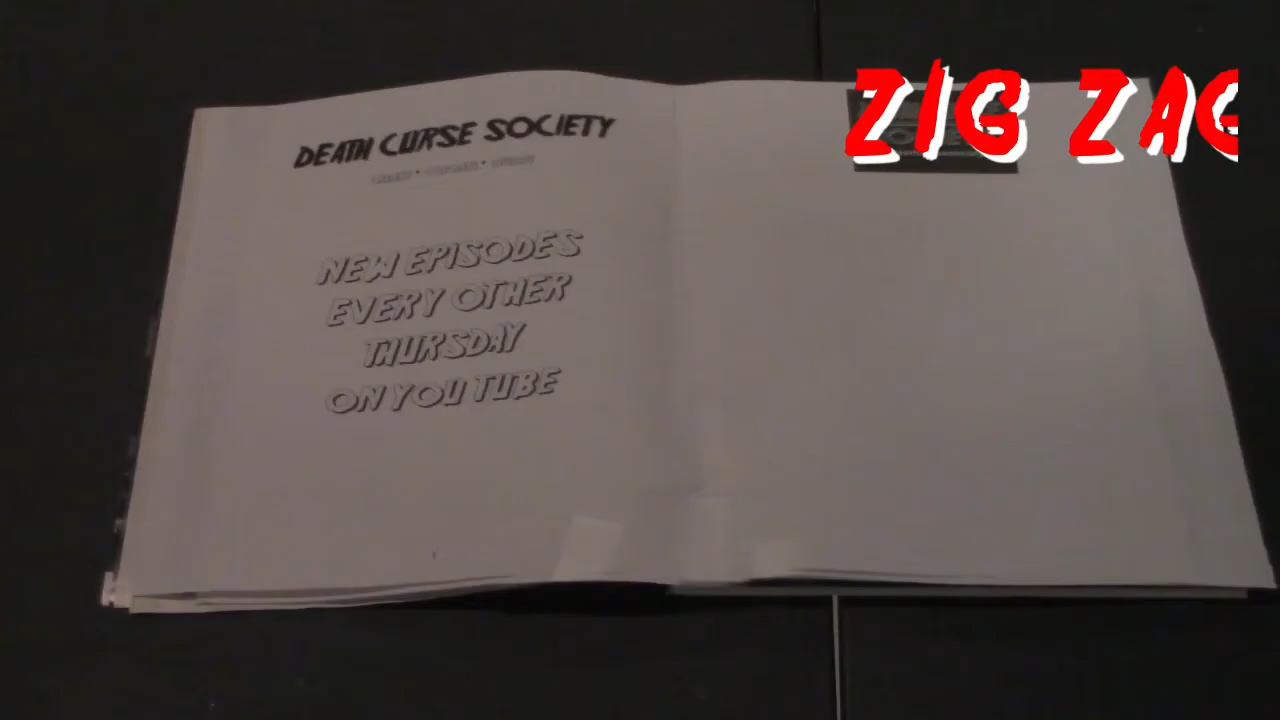 DEATH CURSE SOCIETY
NEW EPISODES
EVERY OTHER
THURSDAY
ON YOU TUBE
ZIG ZAG